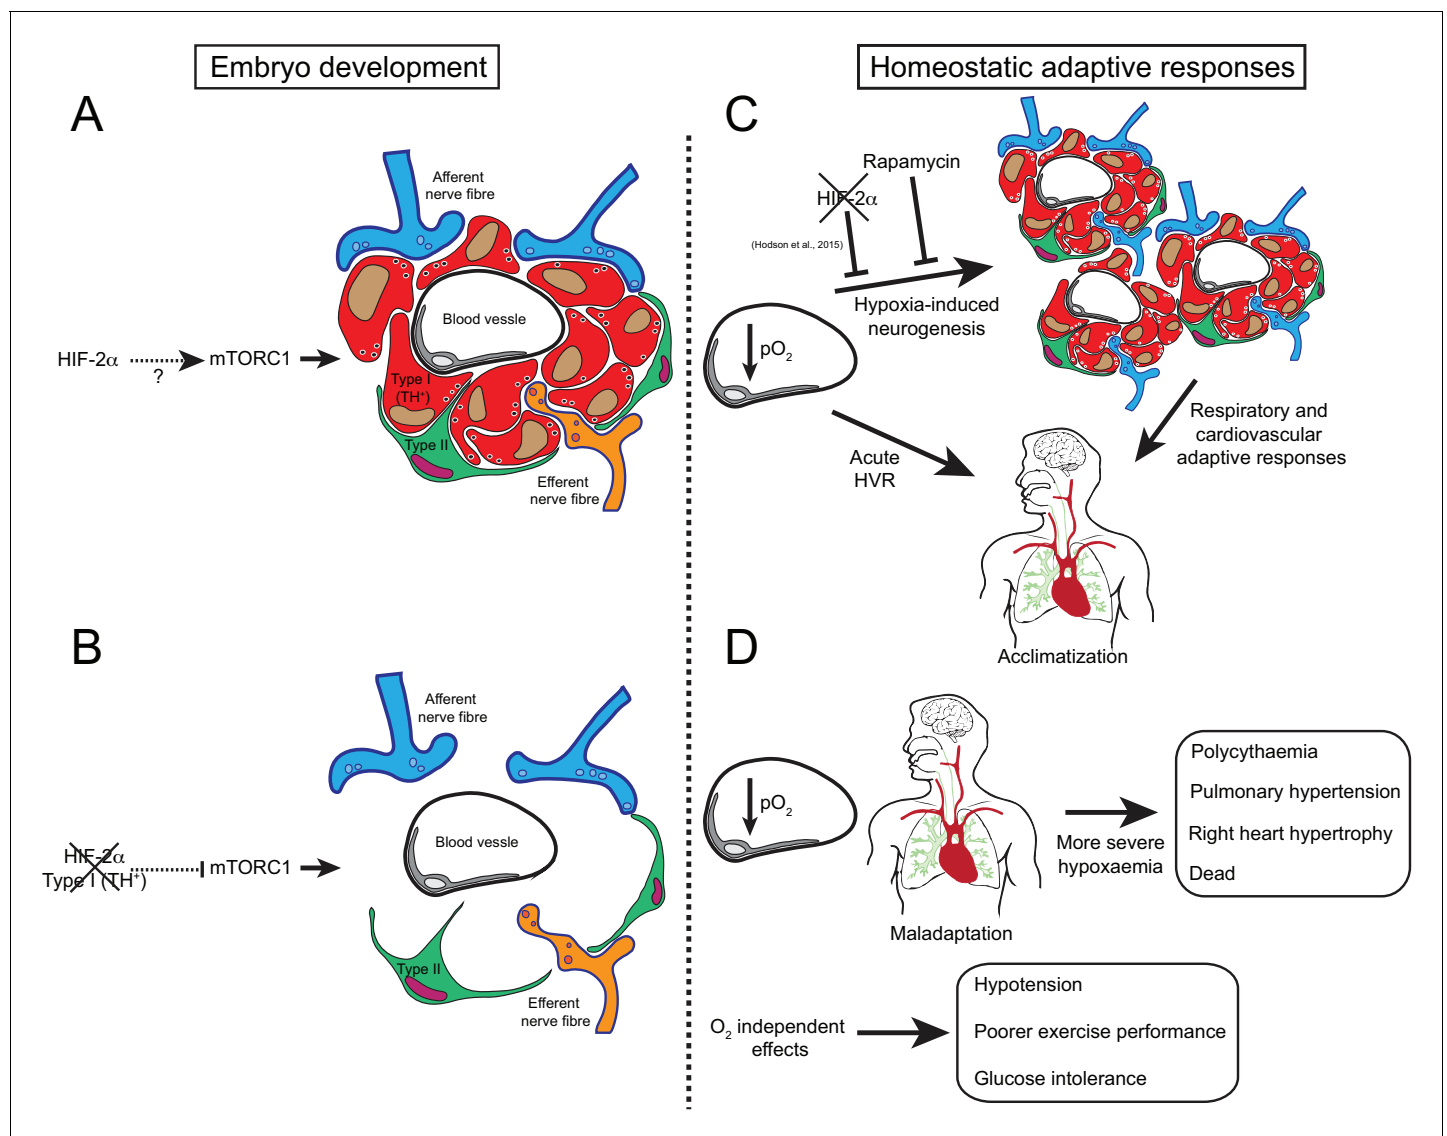 Embryo development
Homeostatic adaptive responses
A
Afferent
nerve fibre
Blood vessle
HIF-2α
?
mTORC1
Type I
(TH⁺)
Type II
Efferent
nerve fibre
B
Afferent
nerve fibre
Blood vessle
HIF-2α
Type I (TH⁺)
mTORC1
Type II
Efferent
nerve fibre
C
Rapamycin
HIF-2α
(Hodson et al., 2015)
Hypoxia-induced
neurogenesis
pO₂
Acute
HVR
Respiratory and
cardiovascular
adaptive responses
Acclimatization
D
pO₂
Maladaptation
More severe
hypoxaemia
Polycythaemia
Pulmonary hypertension
Right heart hypertrophy
Dead
O₂ independent
effects
Hypotension
Poorer exercise performance
Glucose intolerance